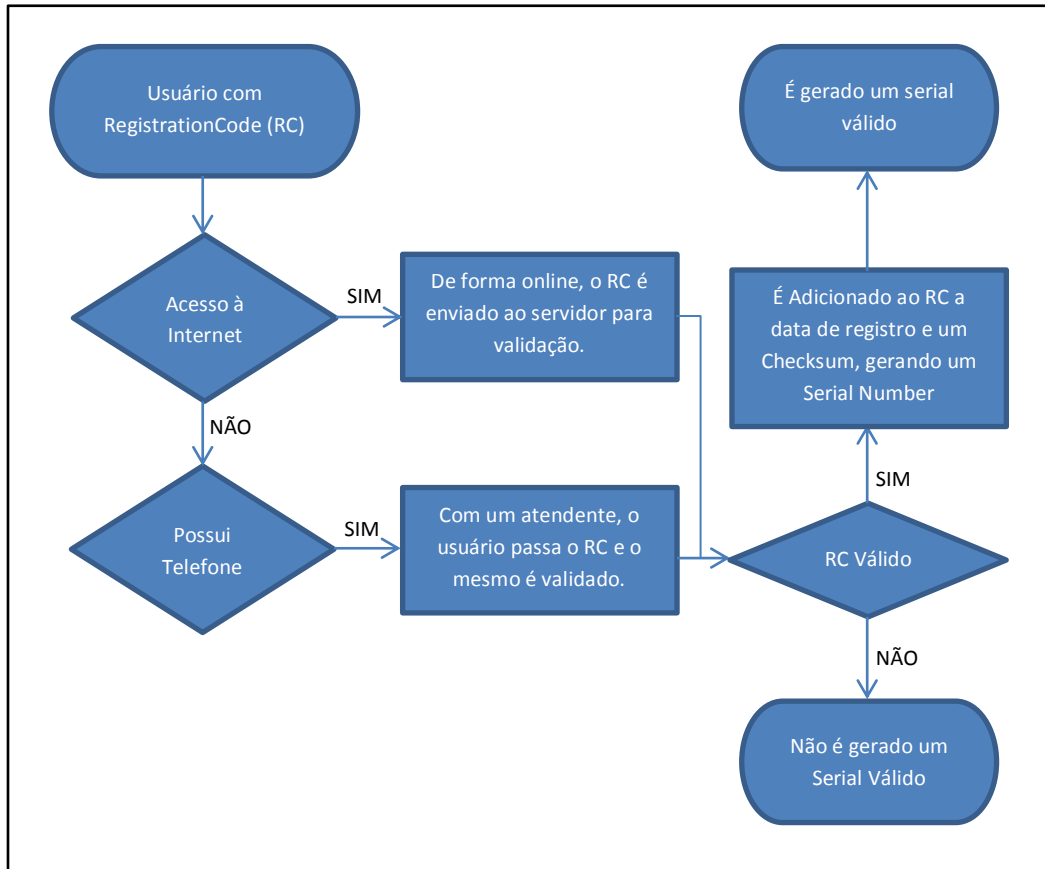 Usuário com
RegistrationCode (RC)
Acesso à
Internet
SIM
De forma online, o RC é
enviado ao servidor para
validação.
NÃO
Possui
Telefone
SIM
Com um atendente, o
usuário passa o RC e o
mesmo é validado.
RC Válido
SIM
É Adicionado ao RC a
data de registro e um
Checksum, gerando um
Serial Number
É gerado um serial
válido
NÃO
Não é gerado um
Serial Válido